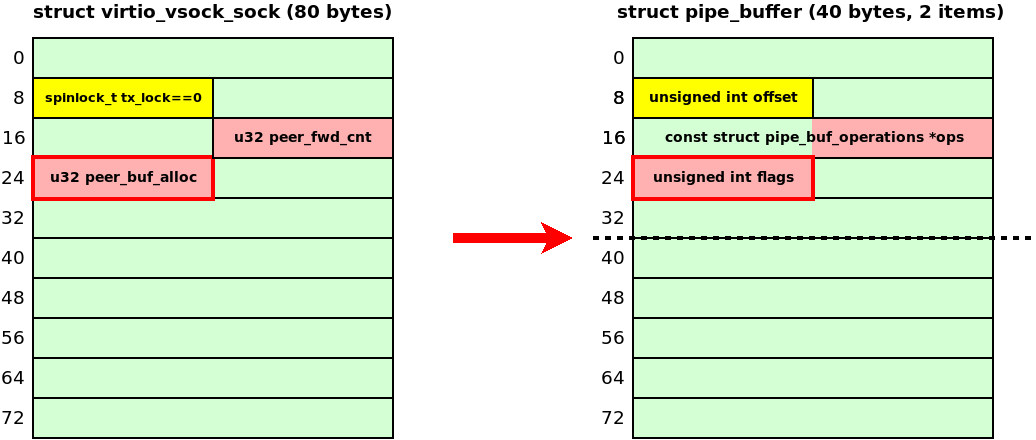 struct virtio_vsock_sock (80 bytes)
0
8 spinlock_t tx_lock==0
16 u32 peer_fwd_cnt
24 u32 peer_buf_alloc
32
40
48
56
64
72
struct pipe_buffer (40 bytes, 2 items)
0
8 unsigned int offset
16 const struct pipe_buf_operations *ops
24 unsigned int flags
32
40
48
56
64
72